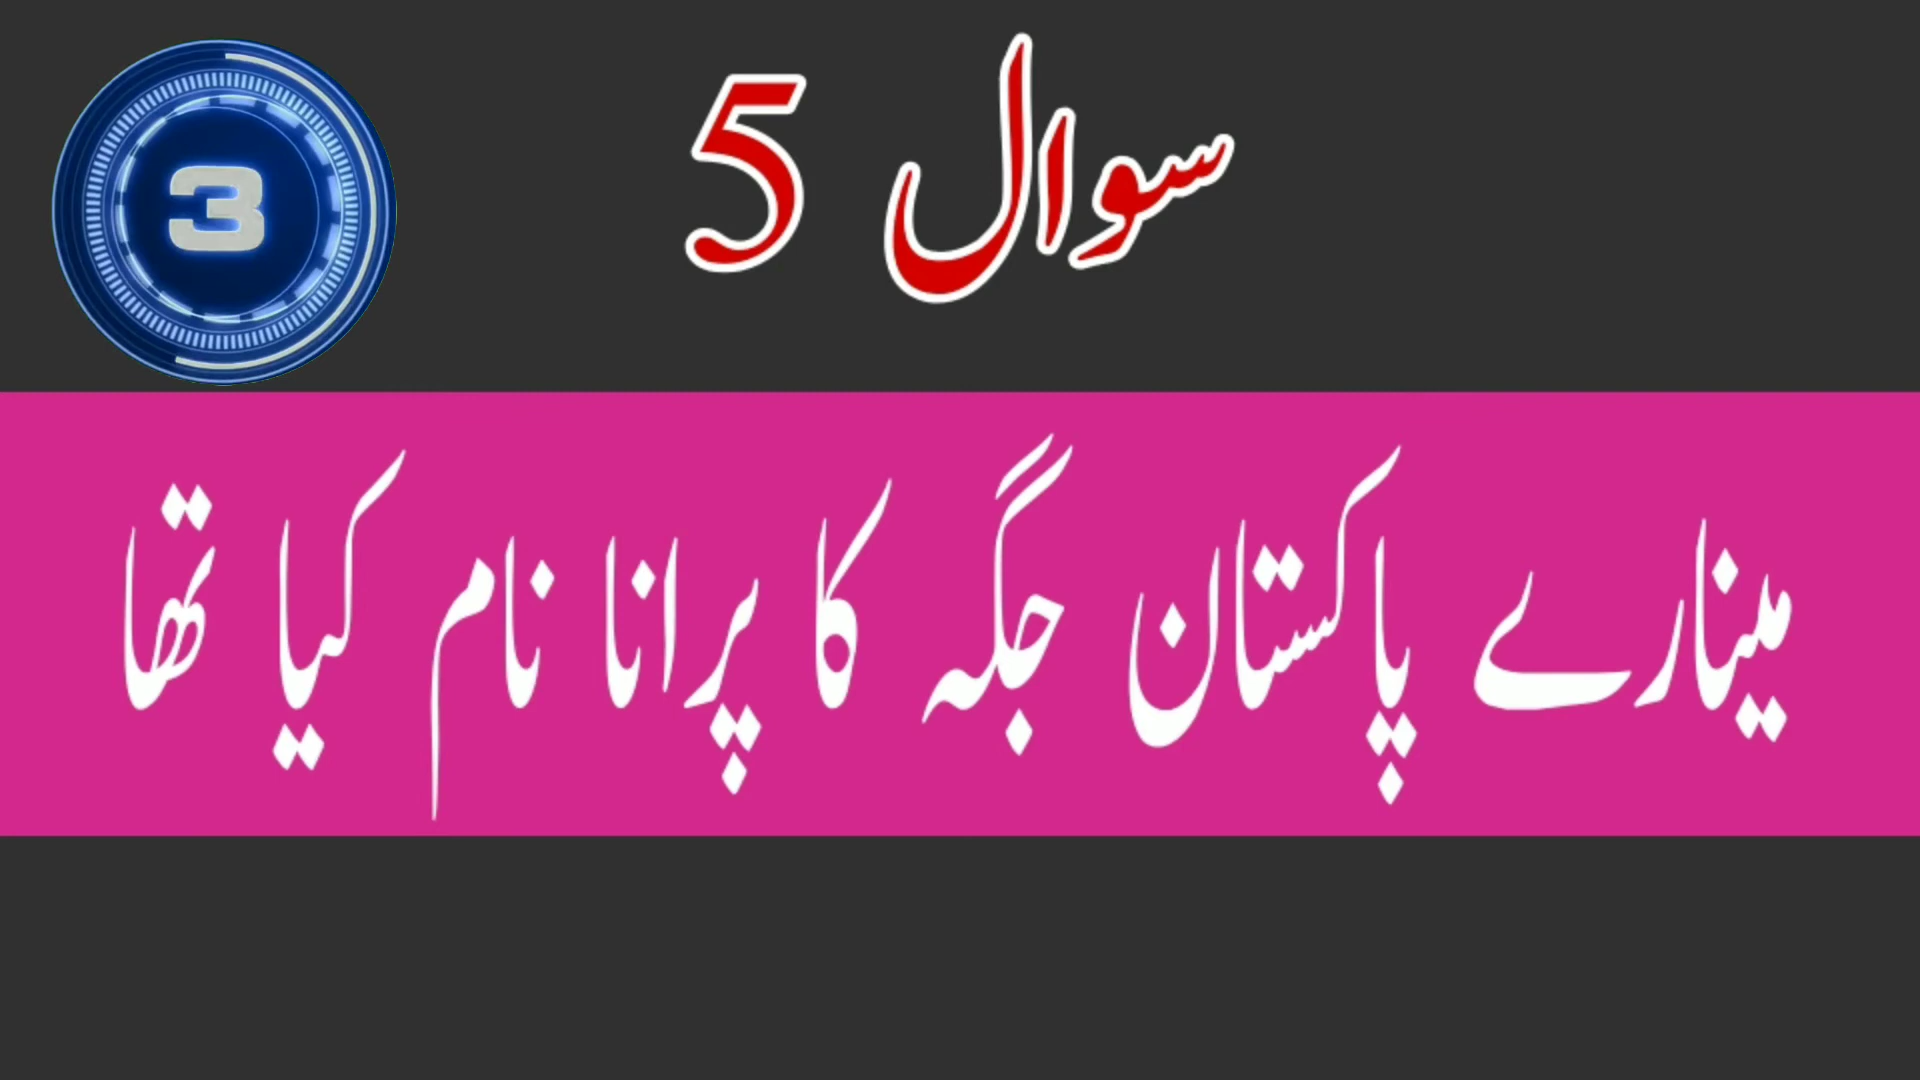 3
سوال 5
مینارے پاکستان جگہ کا پرانا نام کیا تھا